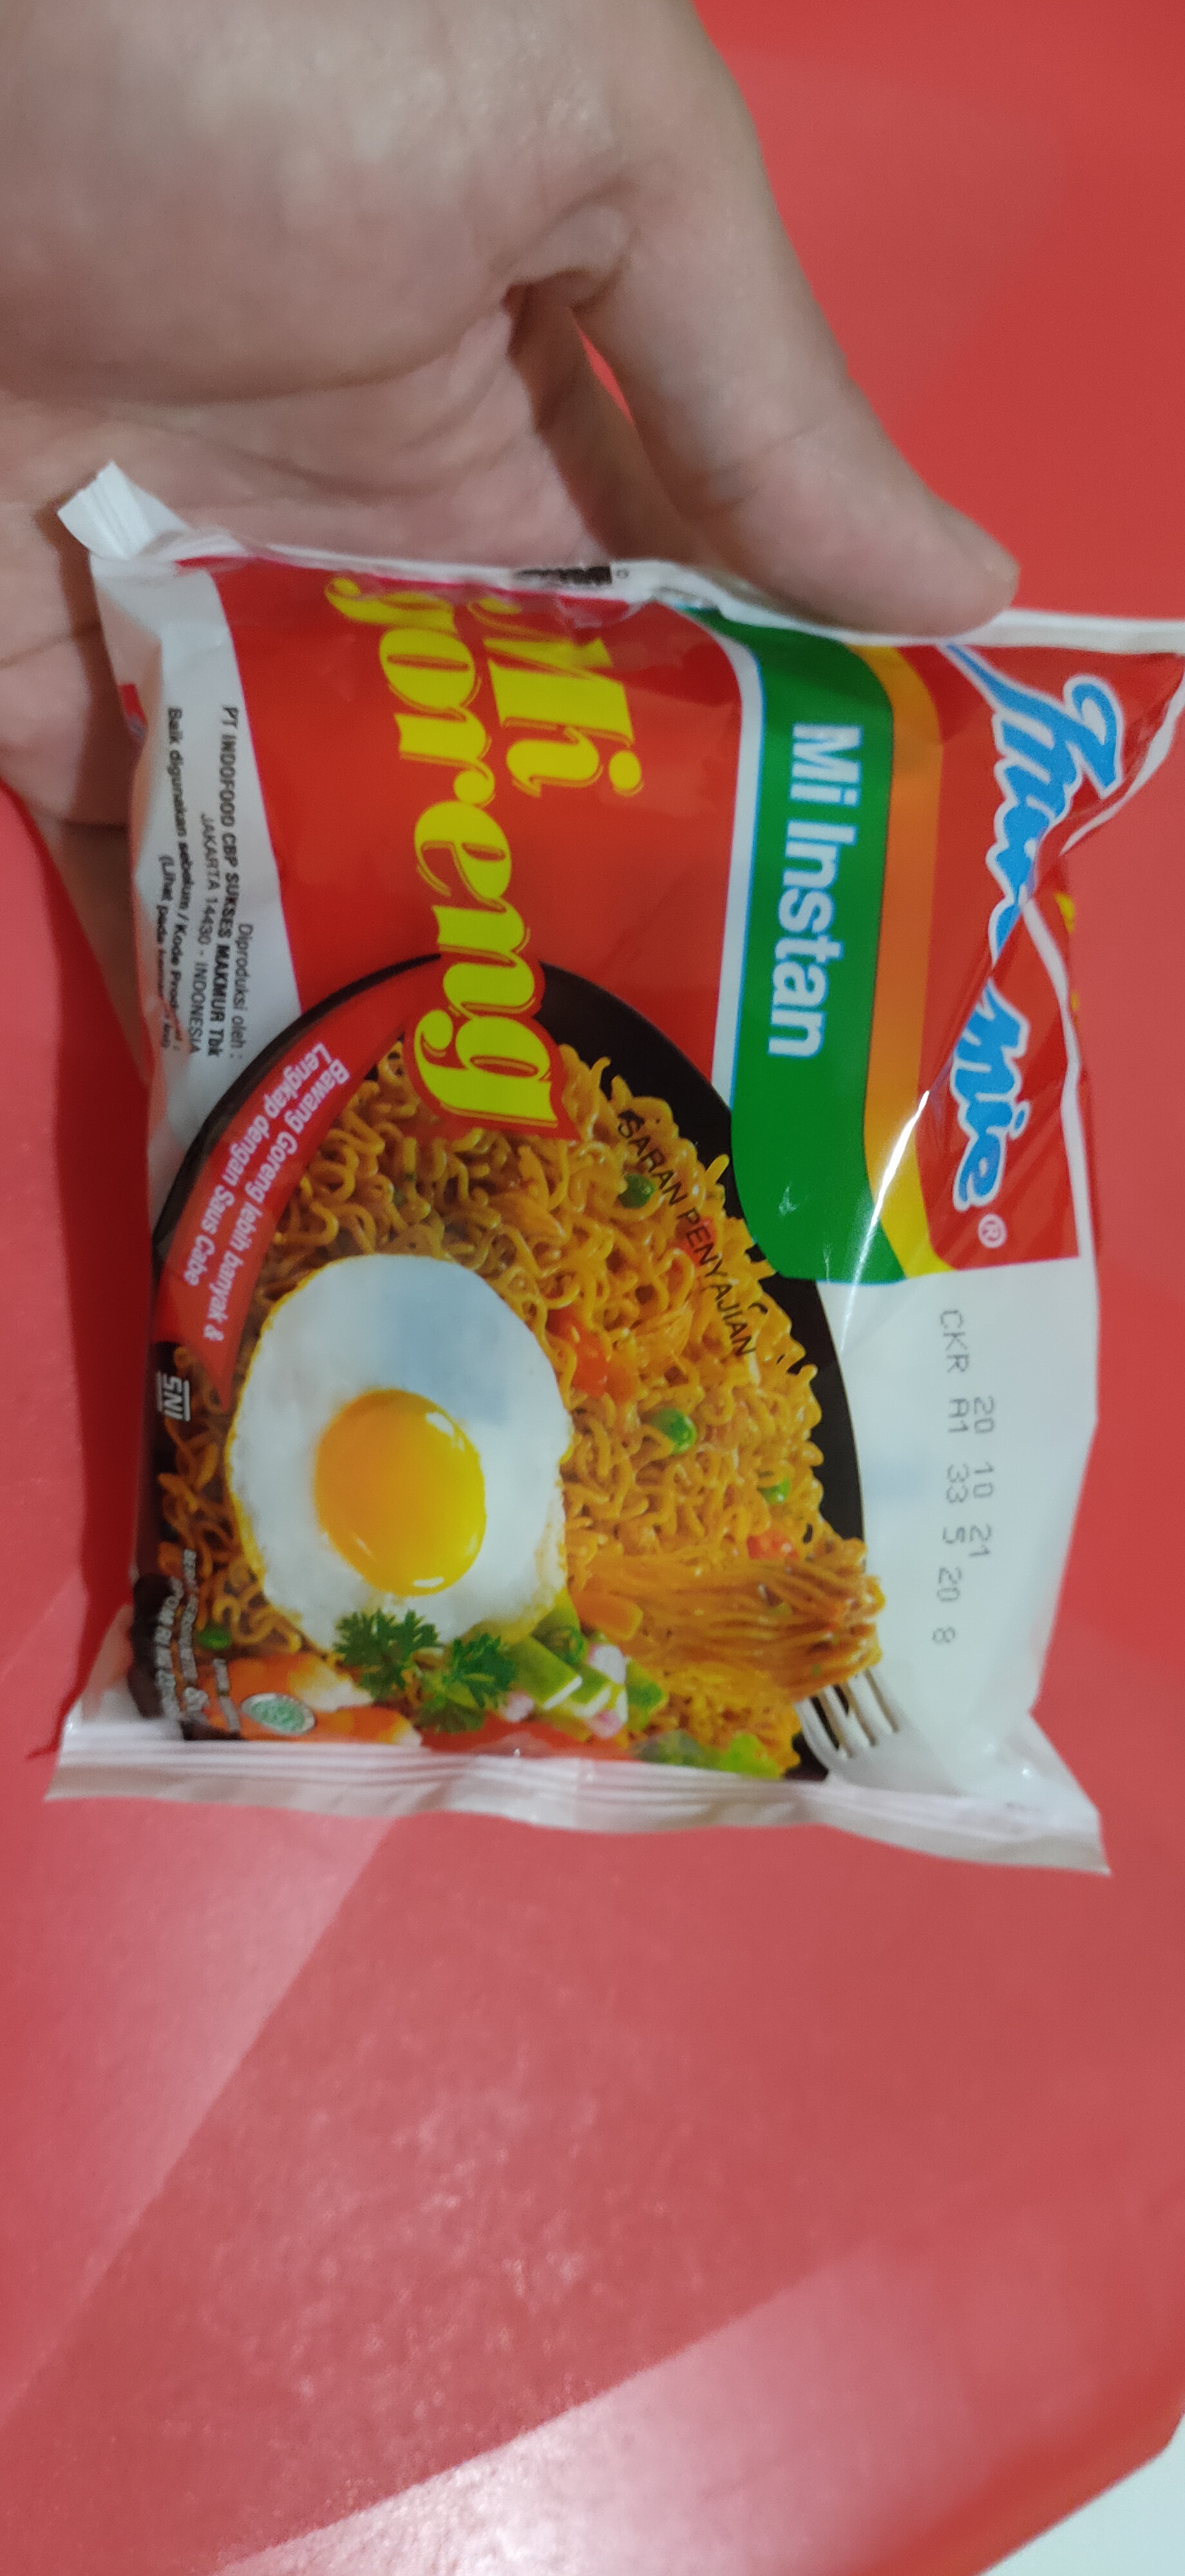 Indomie®
Mi Instan
Mi
goreng
20 10 21
CKR A1 33 5 20 8
SARAN PENYAJIAN
Bawang Goreng lebih banyak &
Lengkap dengan Saus Cabe
Diproduksi oleh :
PT INDOFOOD CBP SUKSES MAKMUR Tbk
JAKARTA 14430 - INDONESIA
Baik digunakan sebelum / Kode
(Lihat pada
SNI